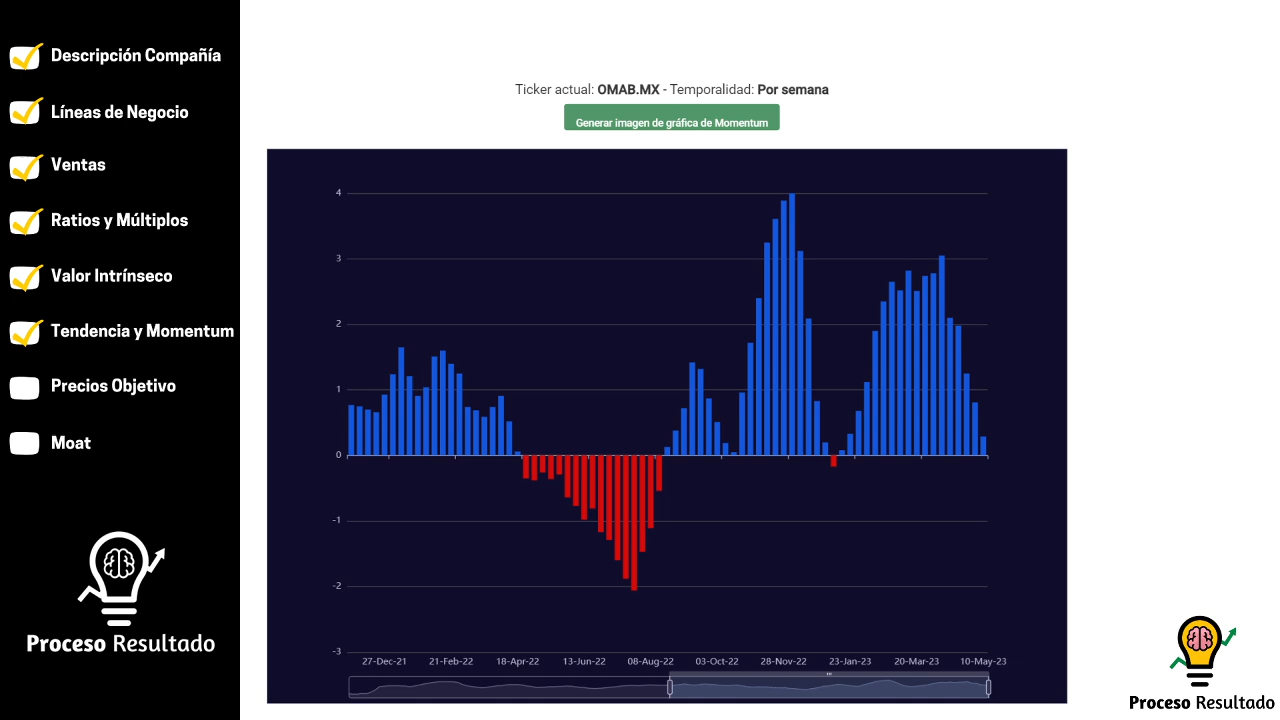 Descripción Compañía
Líneas de Negocio
Ventas
Ratios y Múltiplos
Valor Intrínseco
Tendencia y Momentum
Precios Objetivo
Moat
Proceso Resultado
Ticker actual: OMAB.MX - Temporalidad: Por semana
Generar imagen de gráfica de Momentum
4
3
2
1
0
-1
-2
-3
27-Dec-21 21-Feb-22 18-Apr-22 13-Jun-22 08-Aug-22 03-Oct-22 28-Nov-22 23-Jan-23 20-Mar-23 10-May-23
Proceso Resultado